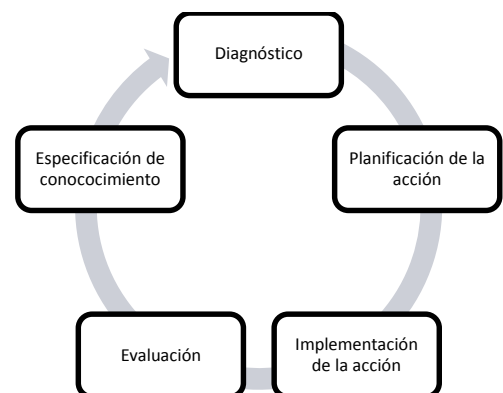 Diagnóstico
Planificación de la
acción
Implementación
de la acción
Evaluación
Especificación de
conococimiento